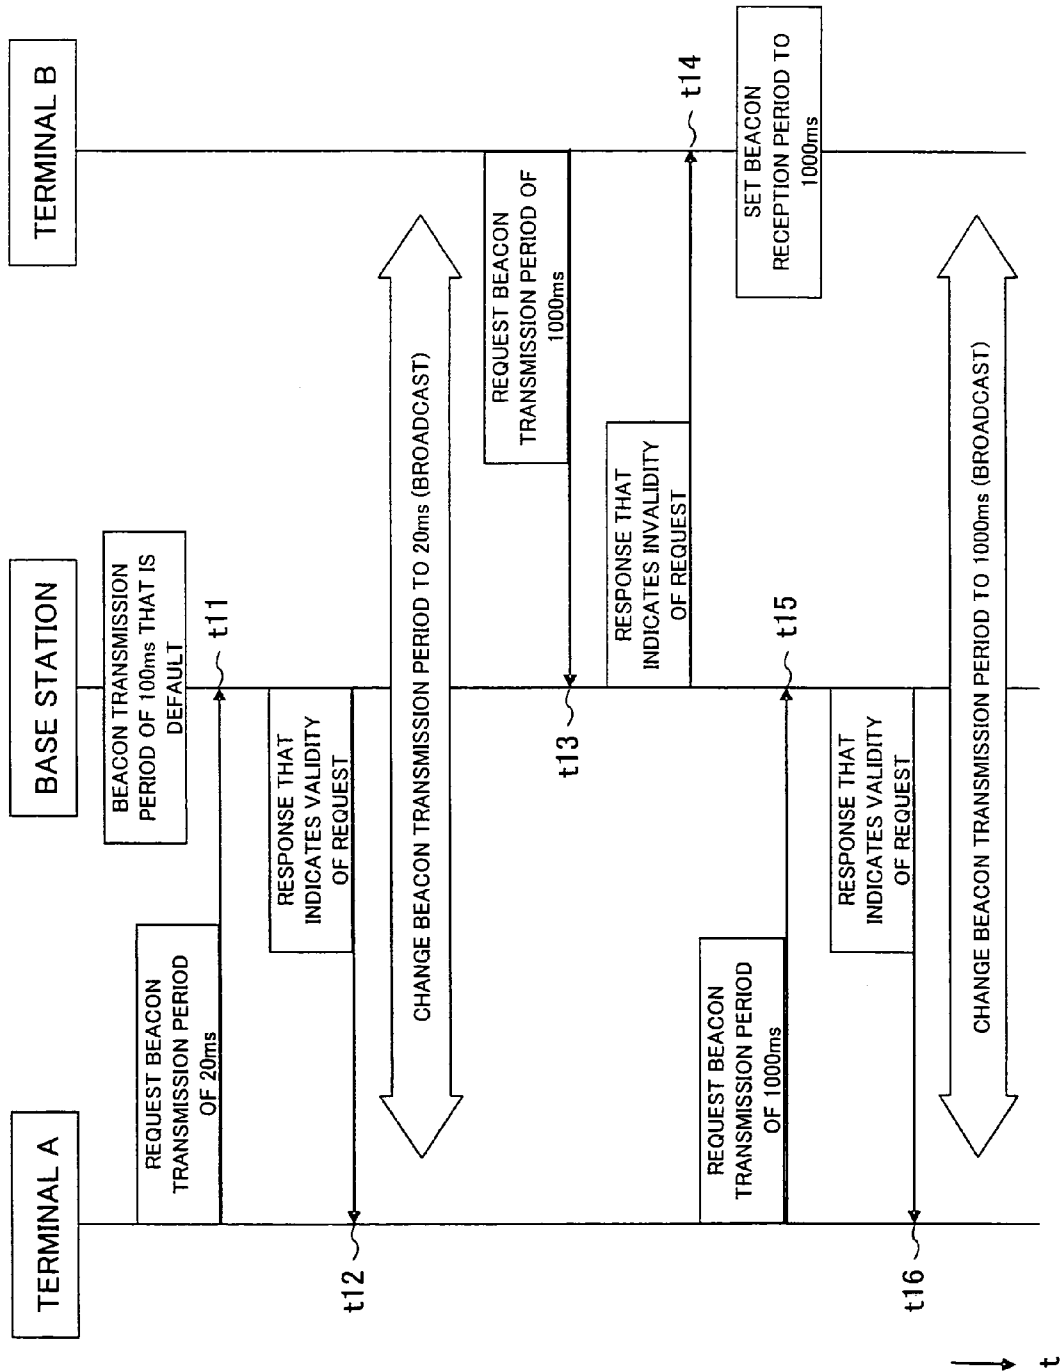 TERMINAL A
BASE STATION
TERMINAL B
BEACON TRANSMISSION
PERIOD OF 100ms THAT IS
DEFAULT
REQUEST BEACON
TRANSMISSION PERIOD
OF 20ms
t11
RESPONSE THAT
INDICATES VALIDITY
OF REQUEST
t12
CHANGE BEACON TRANSMISSION PERIOD TO 20ms (BROADCAST)
REQUEST BEACON
TRANSMISSION PERIOD OF
1000ms
t13
RESPONSE THAT
INDICATES INVALIDITY
OF REQUEST
t14
SET BEACON
RECEPTION PERIOD TO
1000ms
REQUEST BEACON
TRANSMISSION PERIOD
OF 1000ms
t15
RESPONSE THAT
INDICATES VALIDITY
OF REQUEST
t16
CHANGE BEACON TRANSMISSION PERIOD TO 1000ms (BROADCAST)
t